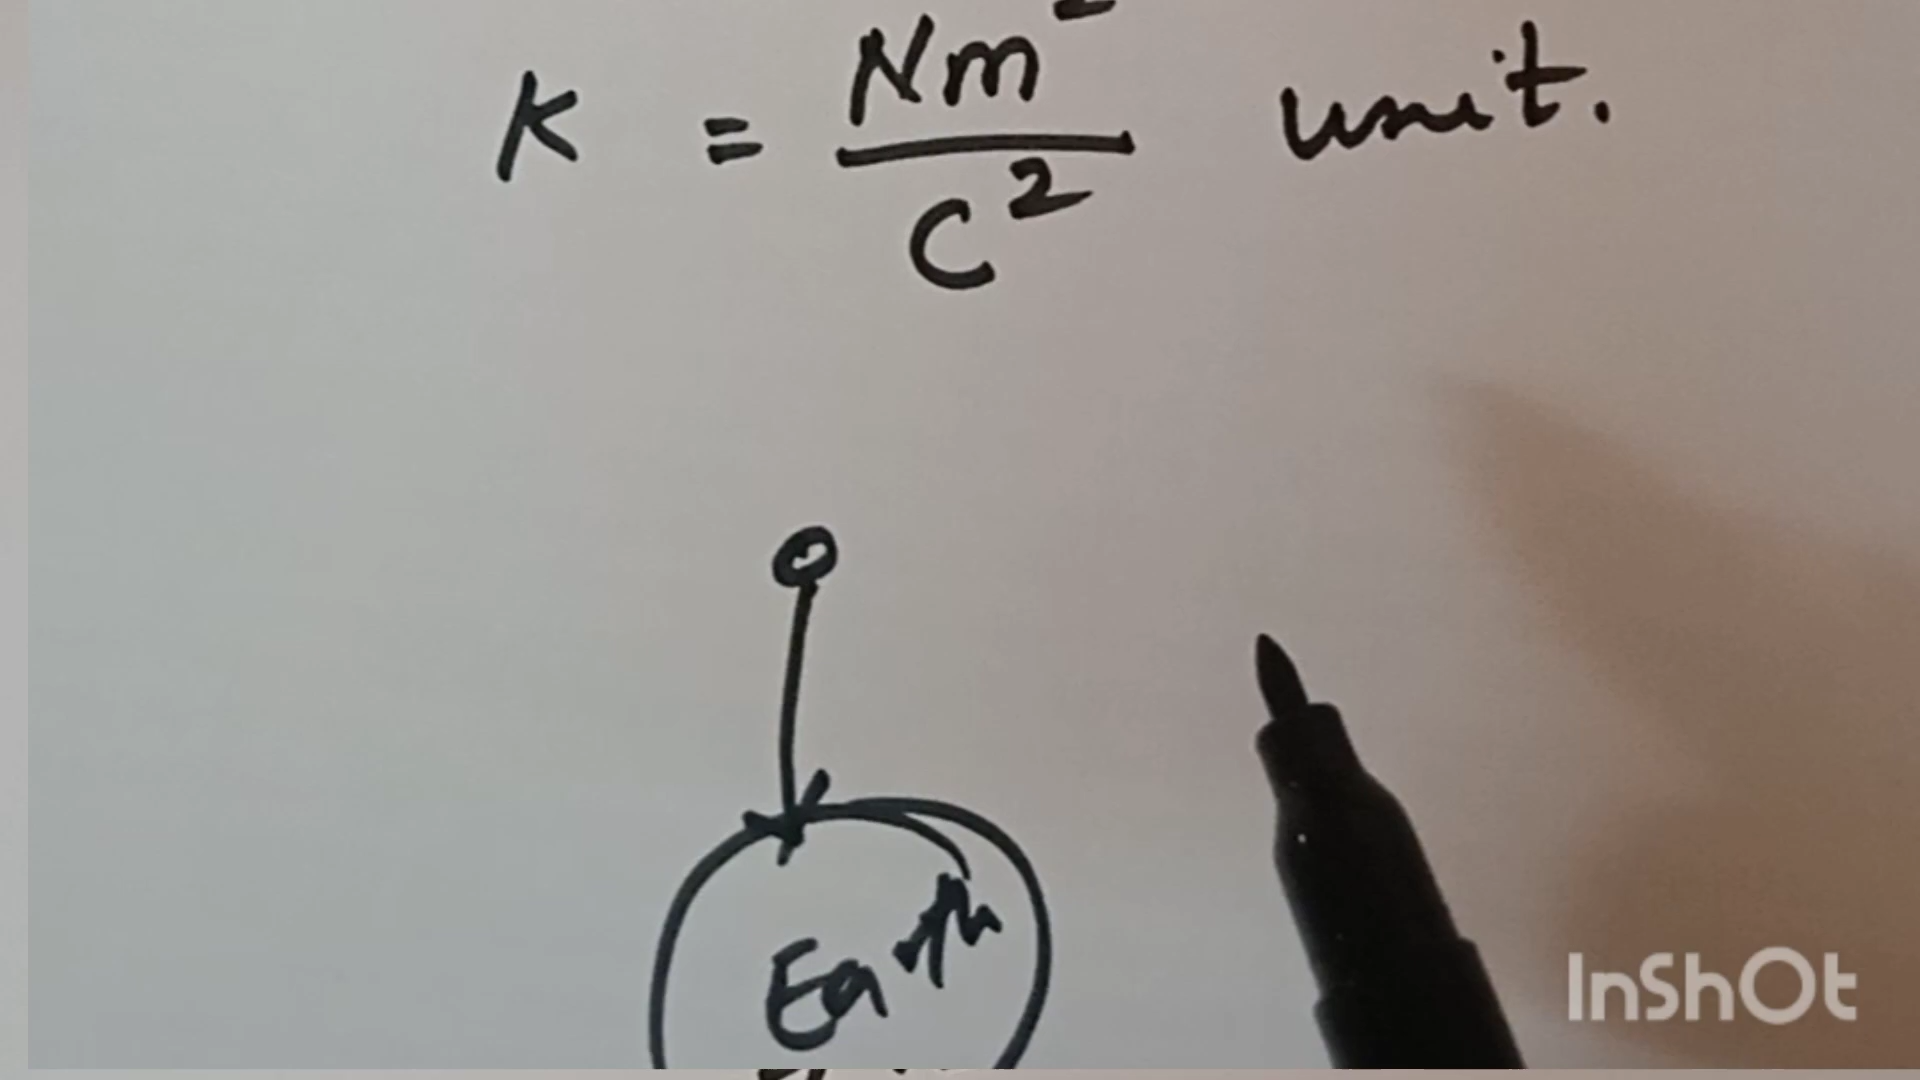 K = Nm² / C² unit.
Earth
InShOt